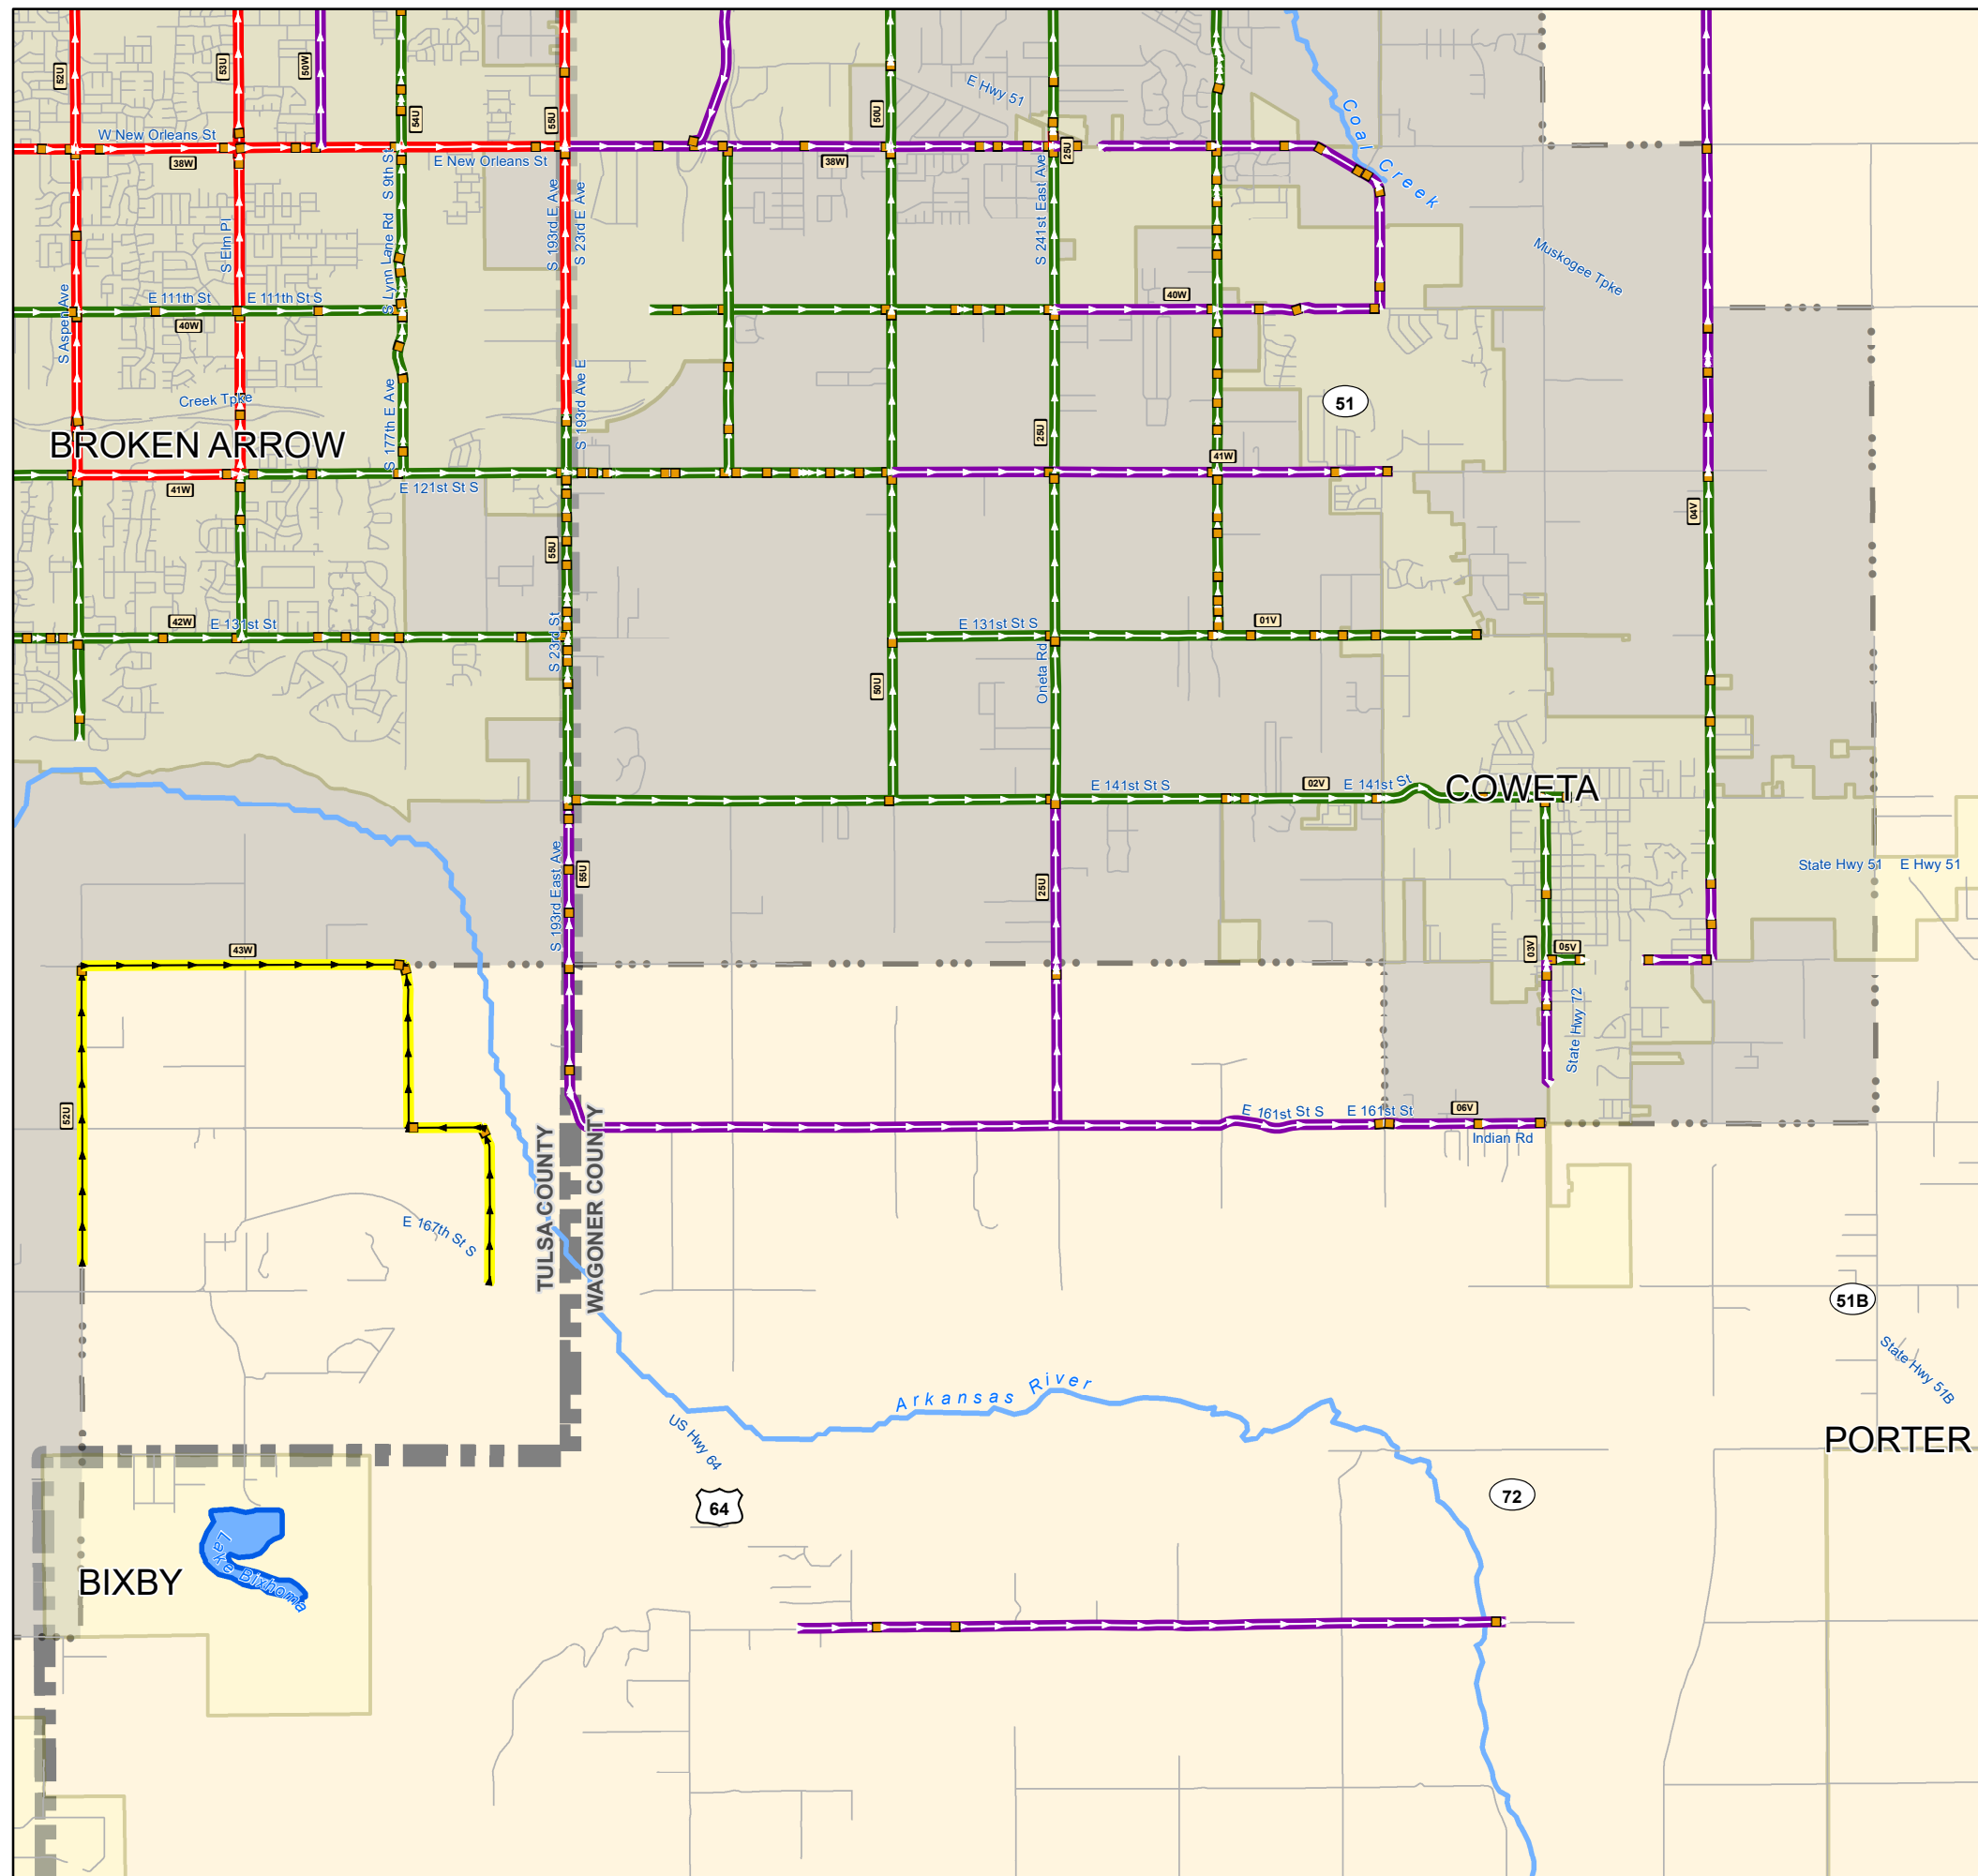 52U
53U
50W
54U
55U
50U
E Hwy 51
25U
Coal Creek
W New Orleans St
38W
E New Orleans St
38W
S 9th St
S Lynn Lane Rd
S 193rd E Ave
S 23rd E Ave
S 241st East Ave
S Elm Pl
S Aspen Ave
Muskogee Tpke
E 111th St
E 111th St S
40W
40W
Creek Tpke
S 177th E Ave
S 193rd Ave E
51
BROKEN ARROW
25U
41W
41W
E 121st St S
04V
55U
42W
E 131st St
S 23rd St
E 131st St S
01V
Oneta Rd
50U
E 141st St S
02V
E 141st St
COWETA
55U
S 193rd East Ave
25U
State Hwy 51
E Hwy 51
43W
03V
05V
State Hwy 72
52U
E 161st St S
E 161st St
06V
Indian Rd
TULSA COUNTY
WAGONER COUNTY
E 167th St S
51B
State Hwy 51B
Arkansas River
US Hwy 64
PORTER
64
72
BIXBY
Lake Bixhoma